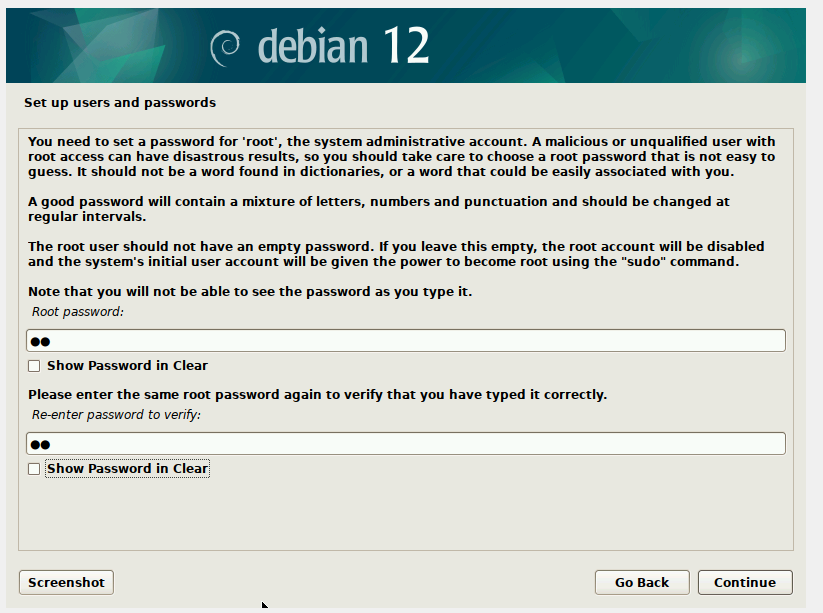 debian 12
Set up users and passwords
You need to set a password for 'root', the system administrative account. A malicious or unqualified user with
root access can have disastrous results, so you should take care to choose a root password that is not easy to
guess. It should not be a word found in dictionaries, or a word that could be easily associated with you.
A good password will contain a mixture of letters, numbers and punctuation and should be changed at
regular intervals.
The root user should not have an empty password. If you leave this empty, the root account will be disabled
and the system's initial user account will be given the power to become root using the "sudo" command.
Note that you will not be able to see the password as you type it.
Root password:
●●
Show Password in Clear
Please enter the same root password again to verify that you have typed it correctly.
Re-enter password to verify:
●●
Show Password in Clear
Screenshot
Go Back
Continue